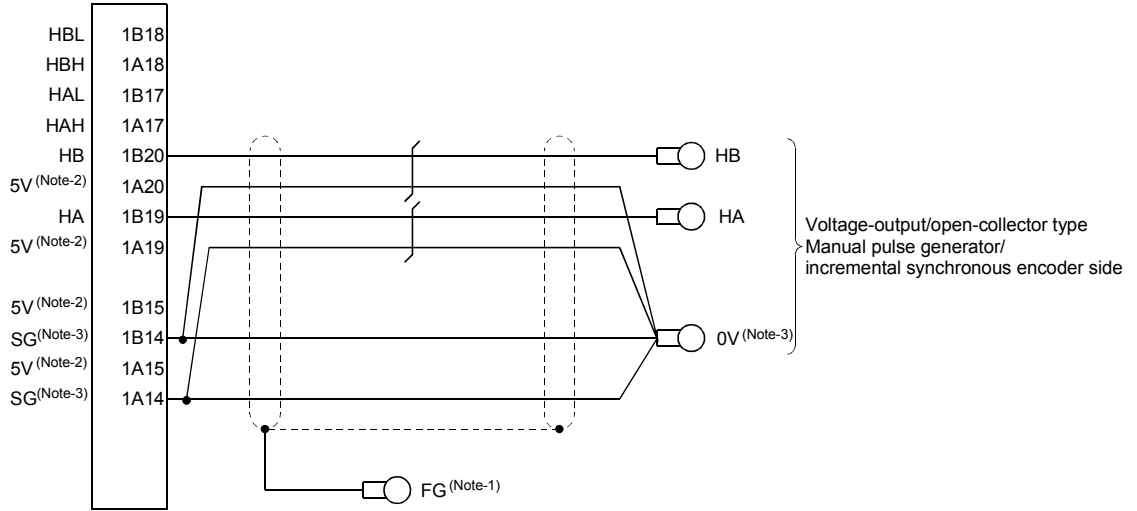 HBL 1B18
HBH 1A18
HAL 1B17
HAH 1A17
HB 1B20 HB
5V (Note-2) 1A20
HA 1B19 HA
5V (Note-2) 1A19
Voltage-output/open-collector type
Manual pulse generator/
incremental synchronous encoder side
5V (Note-2) 1B15
SG (Note-3) 1B14 0V (Note-3)
5V (Note-2) 1A15
SG (Note-3) 1A14
FG (Note-1)